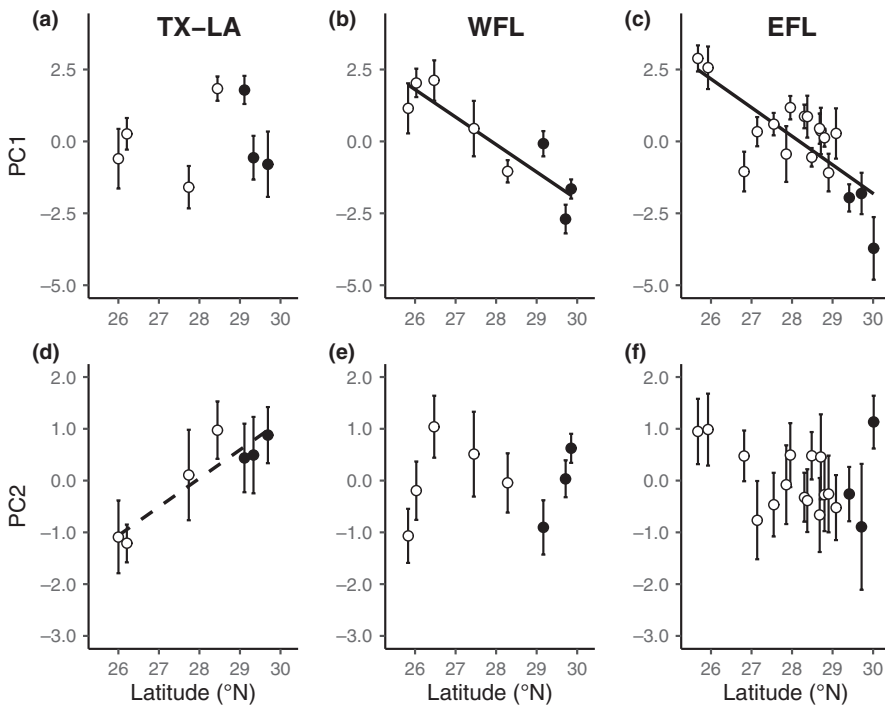 (a) TX–LA (b) WFL (c) EFL
PC1
2.5 2.5 2.5
0.0 0.0 0.0
–2.5 –2.5 –2.5
–5.0 –5.0 –5.0
26 27 28 29 30 26 27 28 29 30 26 27 28 29 30
(d) (e) (f)
PC2
2.0 2.0 2.0
1.0 1.0 1.0
0.0 0.0 0.0
–1.0 –1.0 –1.0
–2.0 –2.0 –2.0
–3.0 –3.0 –3.0
26 27 28 29 30 26 27 28 29 30 26 27 28 29 30
Latitude (°N) Latitude (°N) Latitude (°N)